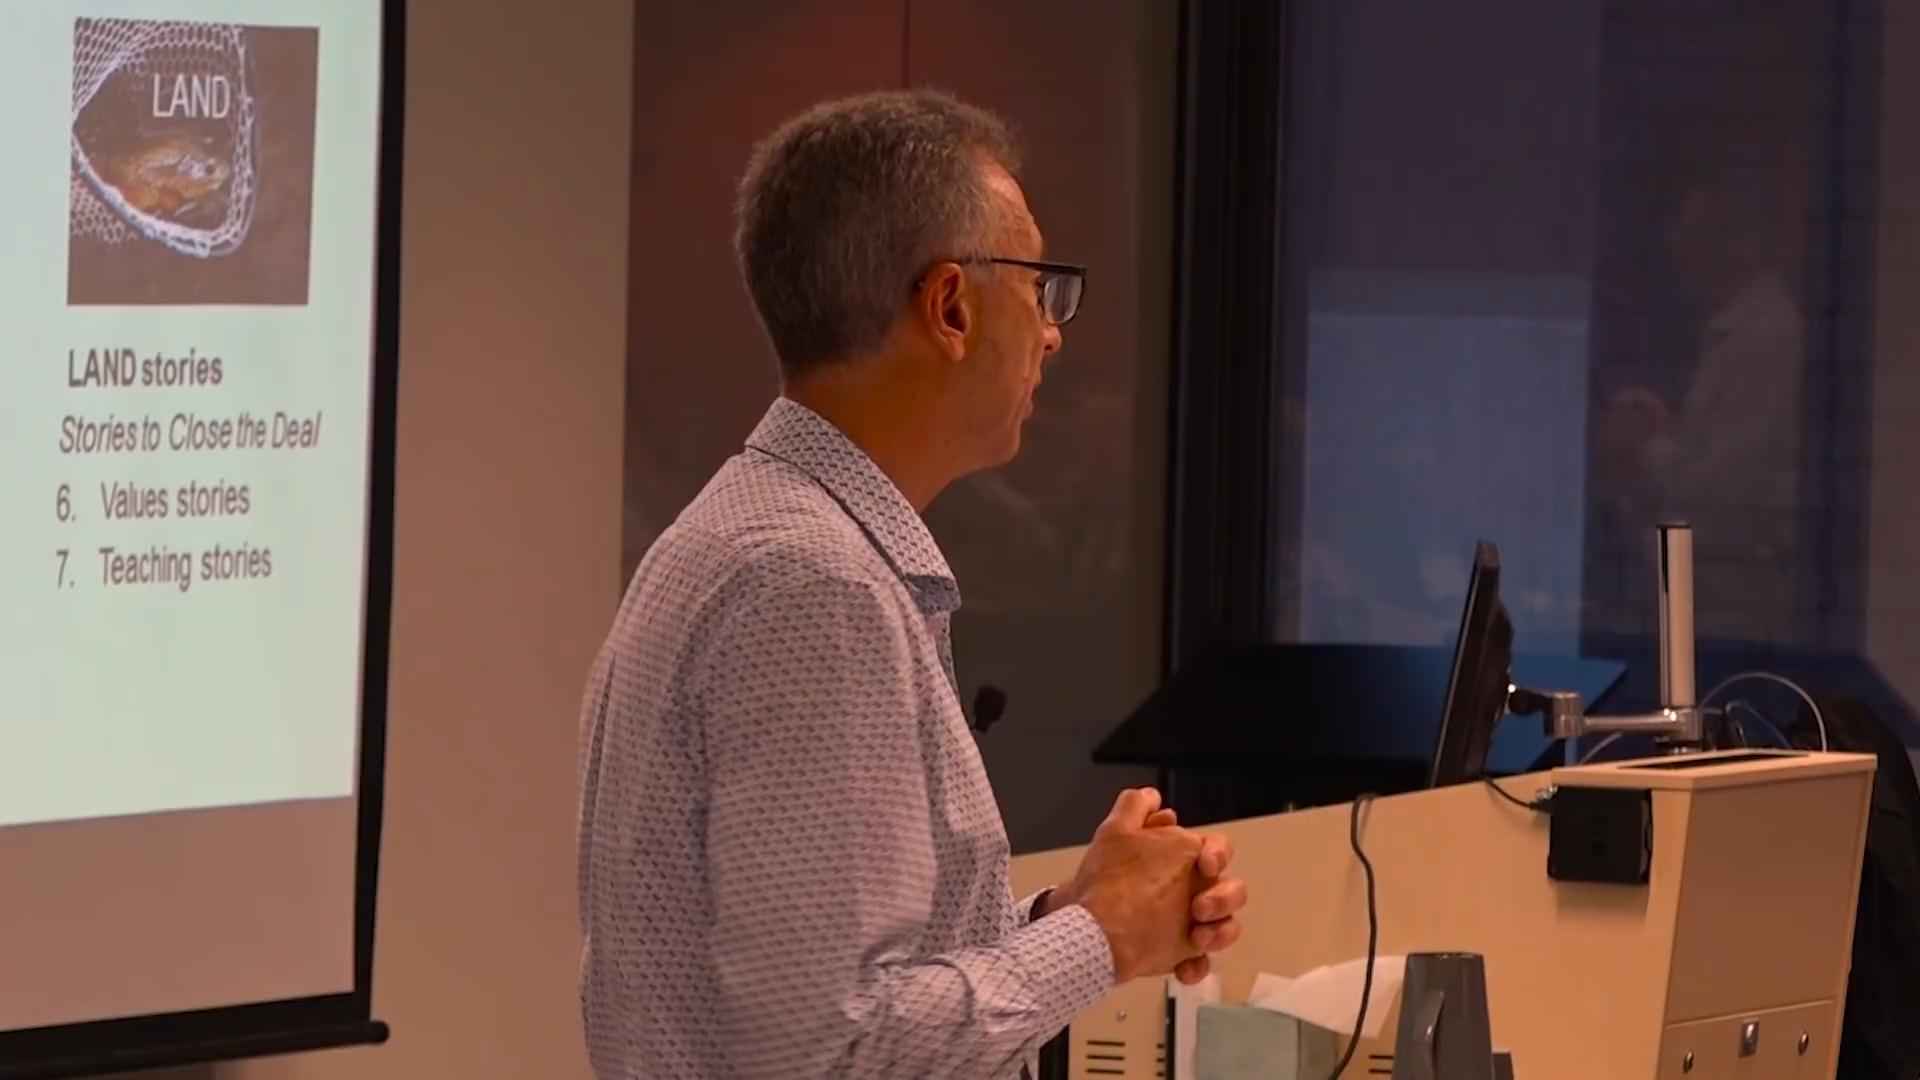 LAND
LAND stories
Stories to Close the Deal
6. Values stories
7. Teaching stories